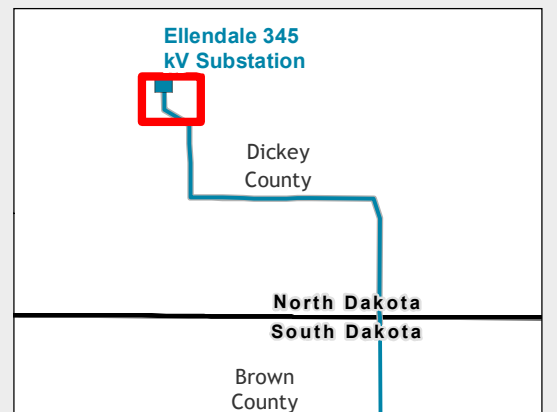 Ellendale 345
kV Substation
Dickey
County
North Dakota
South Dakota
Brown
County